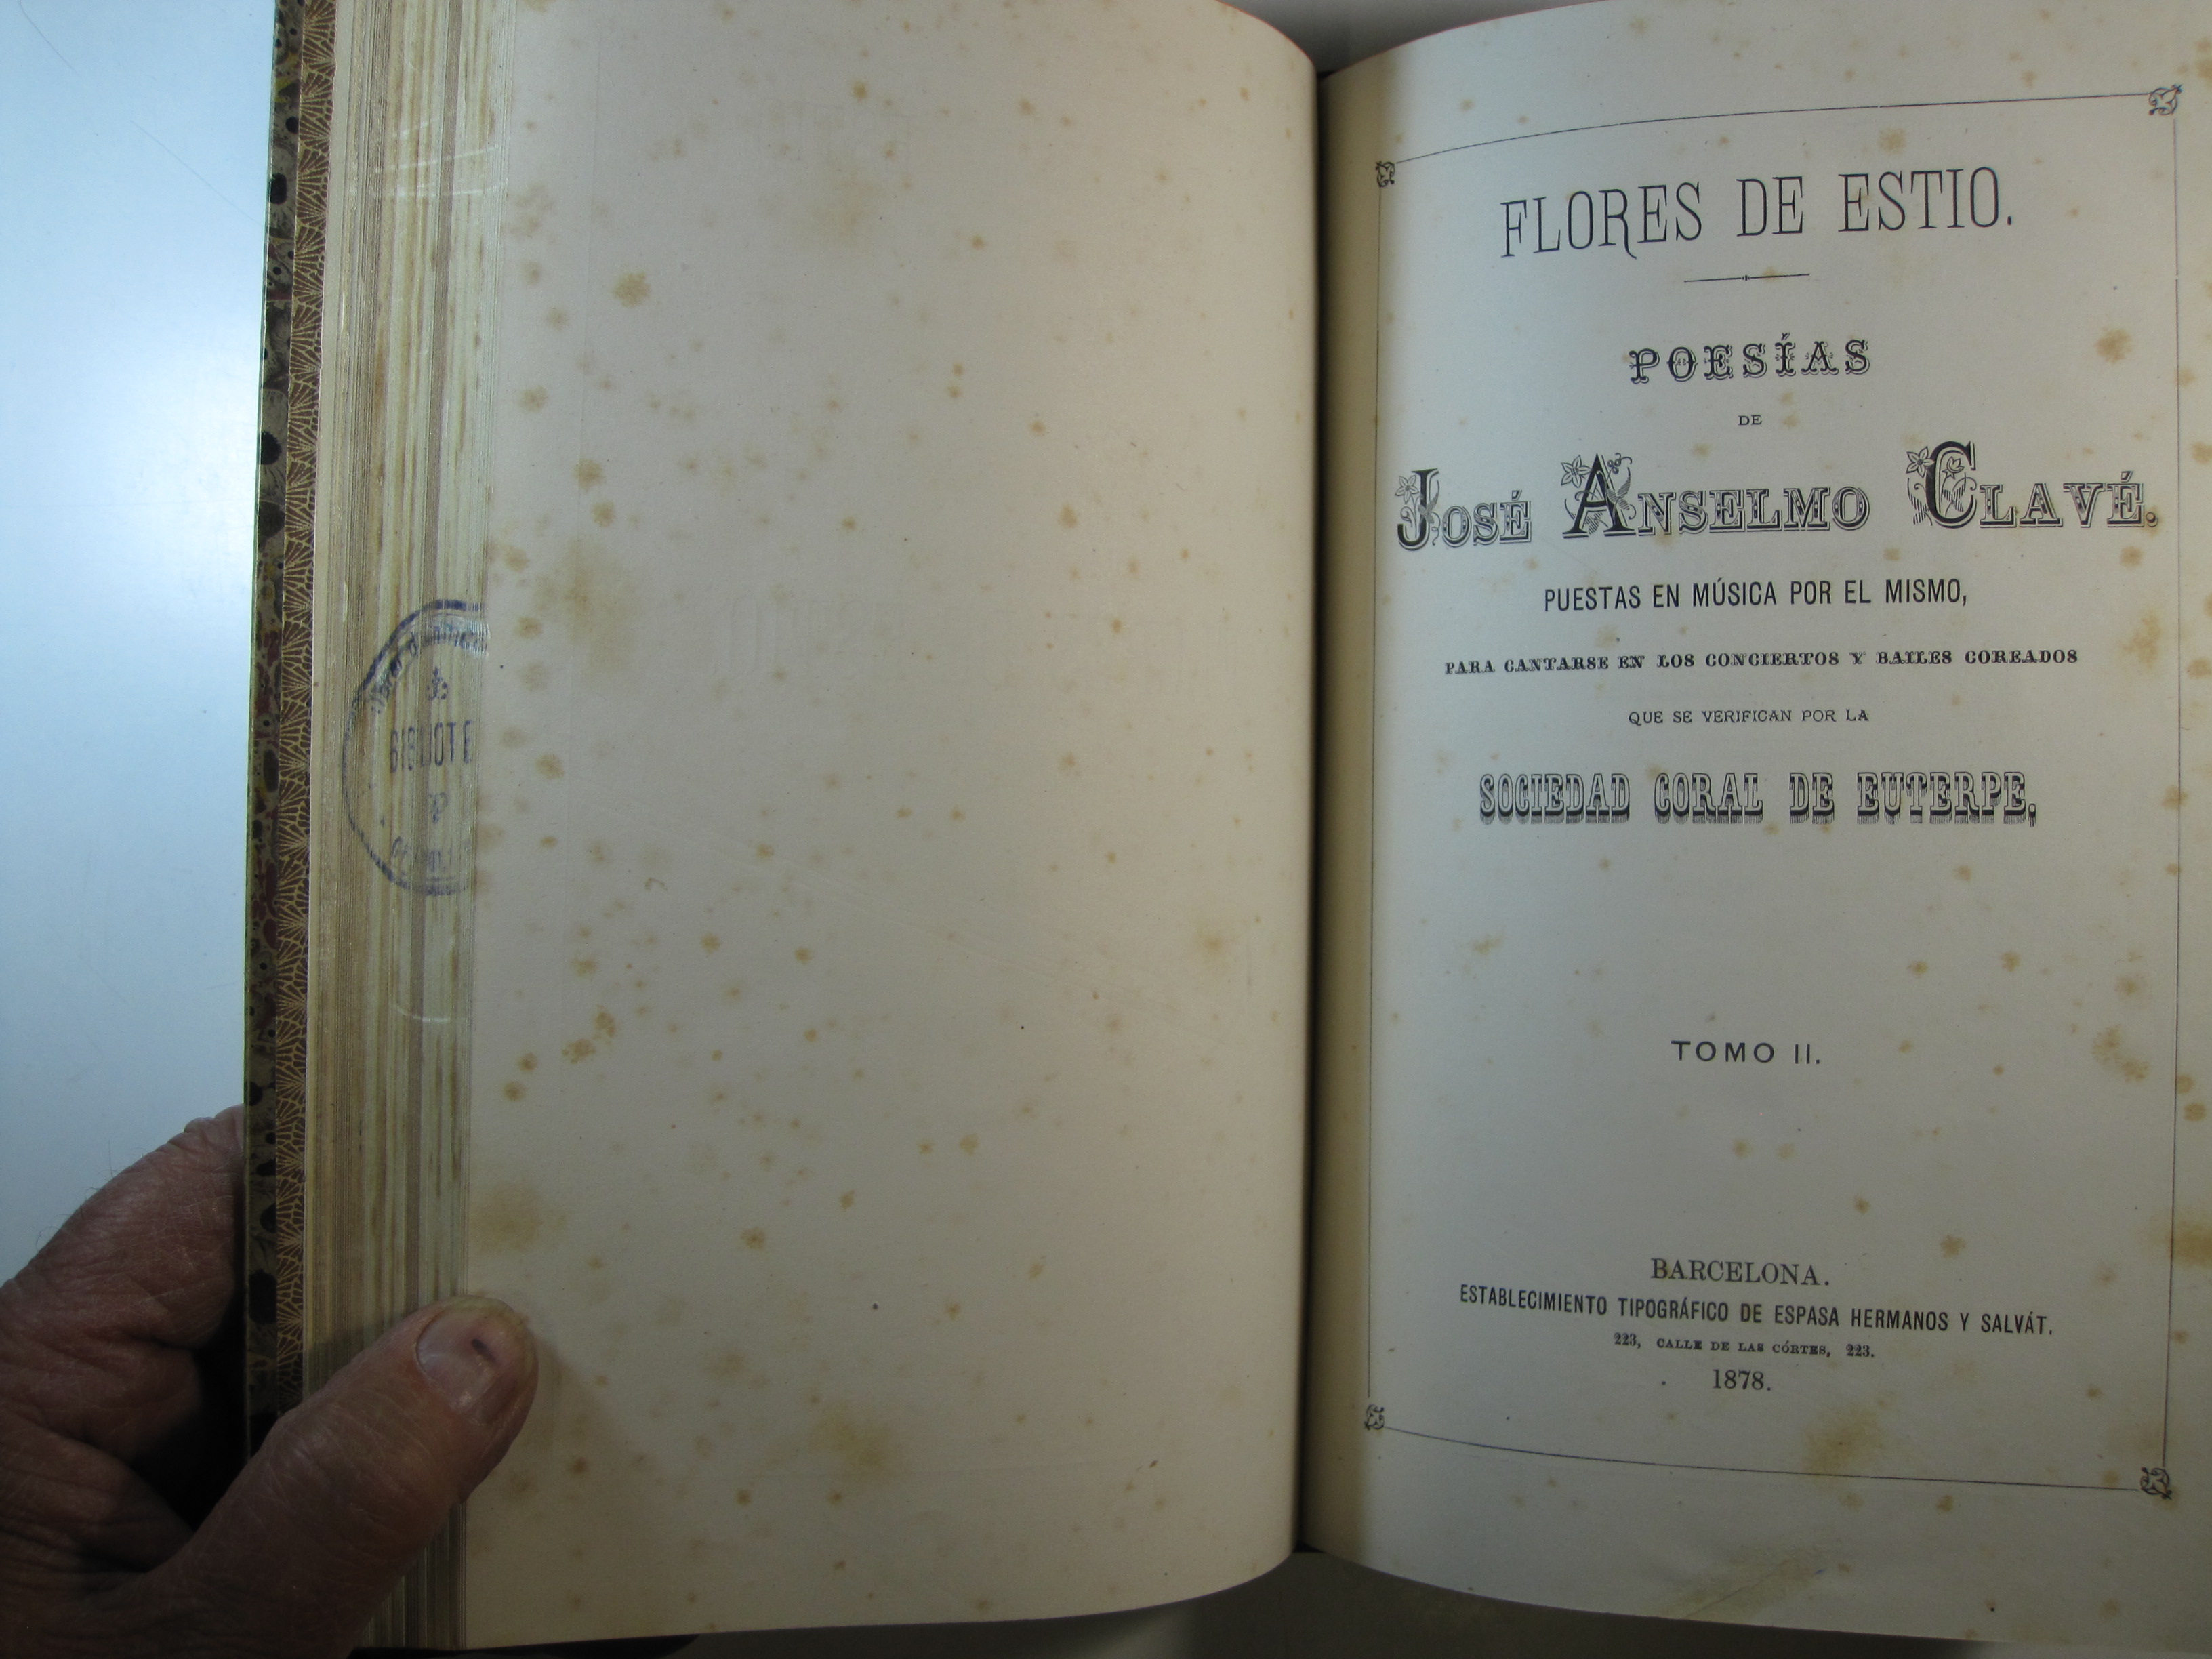 BIBLIOTE
FLORES DE ESTIO.
POESÍAS
DE
JOSÉ ANSELMO CLAVÉ.
PUESTAS EN MÚSICA POR EL MISMO,
PARA CANTARSE EN LOS CONCIERTOS Y BAILES COREADOS
QUE SE VERIFICAN POR LA
SOCIEDAD CORAL DE EUTERPE.
TOMO II.
BARCELONA.
ESTABLECIMIENTO TIPOGRÁFICO DE ESPASA HERMANOS Y SALVÁT.
223, CALLE DE LAS CÓRTES, 223.
1878.